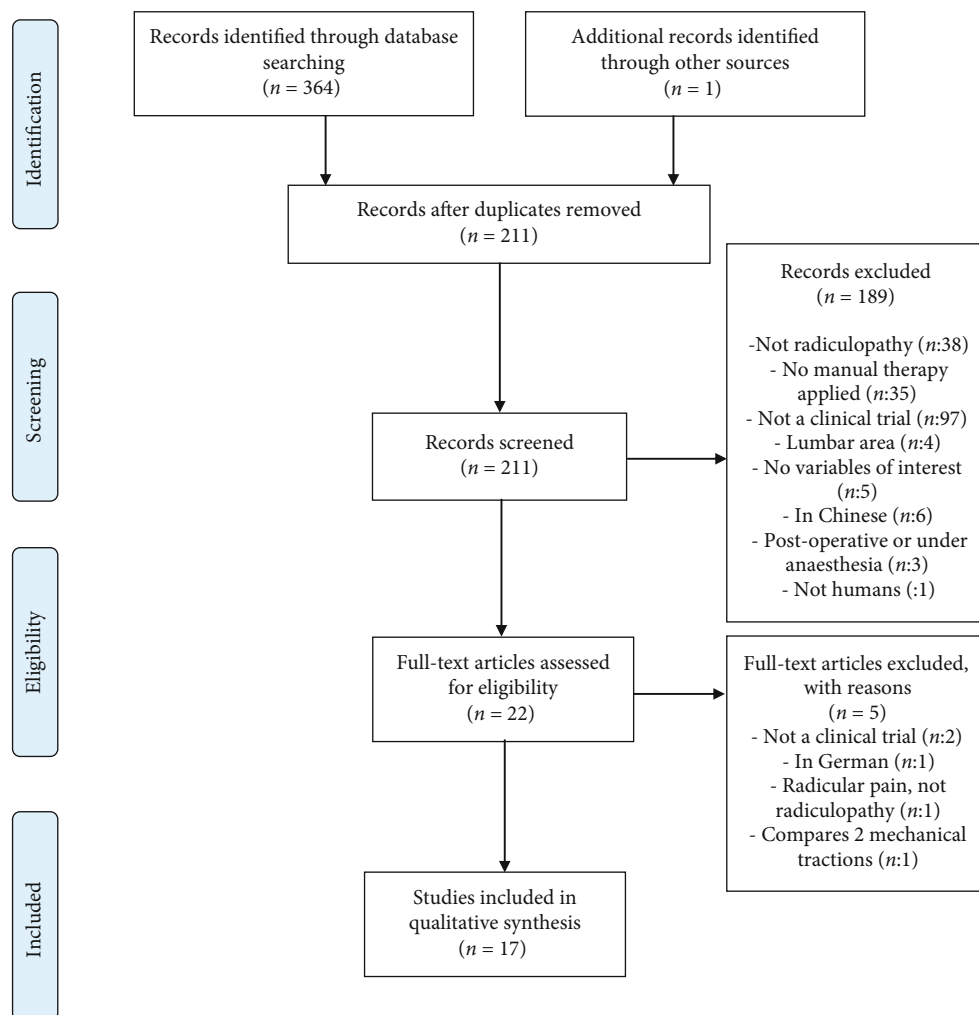 Identification
Records identified through database
searching
(n = 364)
Additional records identified
through other sources
(n = 1)
Records after duplicates removed
(n = 211)
Screening
Records screened
(n = 211)
Records excluded
(n = 189)
-Not radiculopathy (n:38)
- No manual therapy
applied (n:35)
- Not a clinical trial (n:97)
- Lumbar area (n:4)
- No variables of interest
(n:5)
- In Chinese (n:6)
- Post-operative or under
anaesthesia (n:3)
- Not humans (:1)
Eligibility
Full-text articles assessed
for eligibility
(n = 22)
Full-text articles excluded,
with reasons
(n = 5)
- Not a clinical trial (n:2)
- In German (n:1)
- Radicular pain, not
radiculopathy (n:1)
- Compares 2 mechanical
tractions (n:1)
Included
Studies included in
qualitative synthesis
(n = 17)